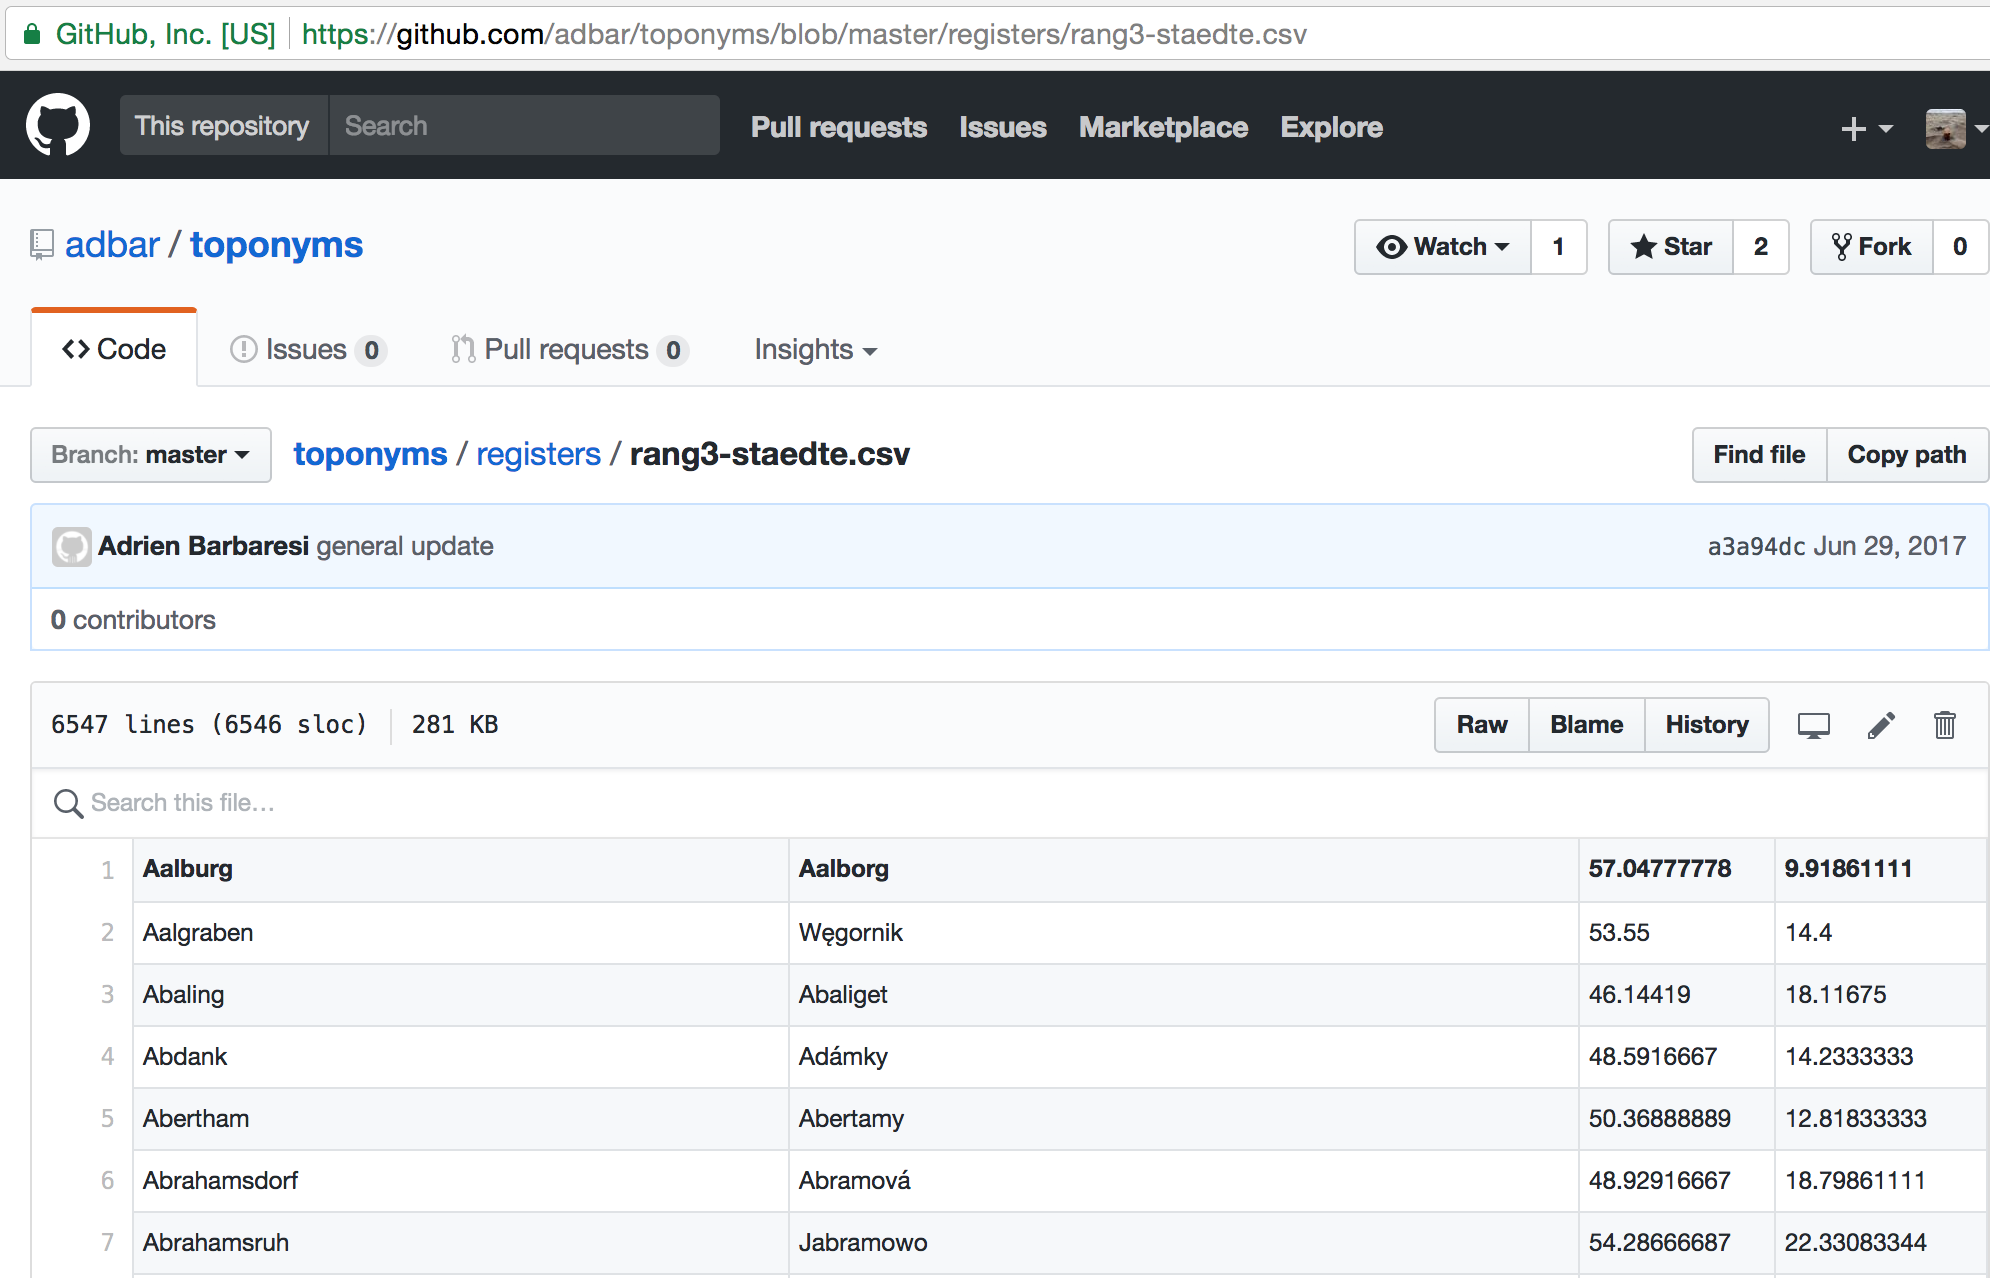 GitHub, Inc. [US] https://github.com/adbar/toponyms/blob/master/registers/rang3-staedte.csv
This repository Search Pull requests Issues Marketplace Explore
adbar / toponyms Watch 1 Star 2 Fork 0
Code Issues 0 Pull requests 0 Insights
Branch: master toponyms / registers / rang3-staedte.csv Find file Copy path
Adrien Barbaresi general update a3a94dc Jun 29, 2017
0 contributors
6547 lines (6546 sloc) 281 KB Raw Blame History
Search this file…
1 Aalburg Aalborg 57.04777778 9.91861111
2 Aalgraben Węgornik 53.55 14.4
3 Abaling Abaliget 46.14419 18.11675
4 Abdank Adámky 48.5916667 14.2333333
5 Abertham Abertamy 50.36888889 12.81833333
6 Abrahamsdorf Abramová 48.92916667 18.79861111
7 Abrahamsruh Jabramowo 54.28666687 22.33083344